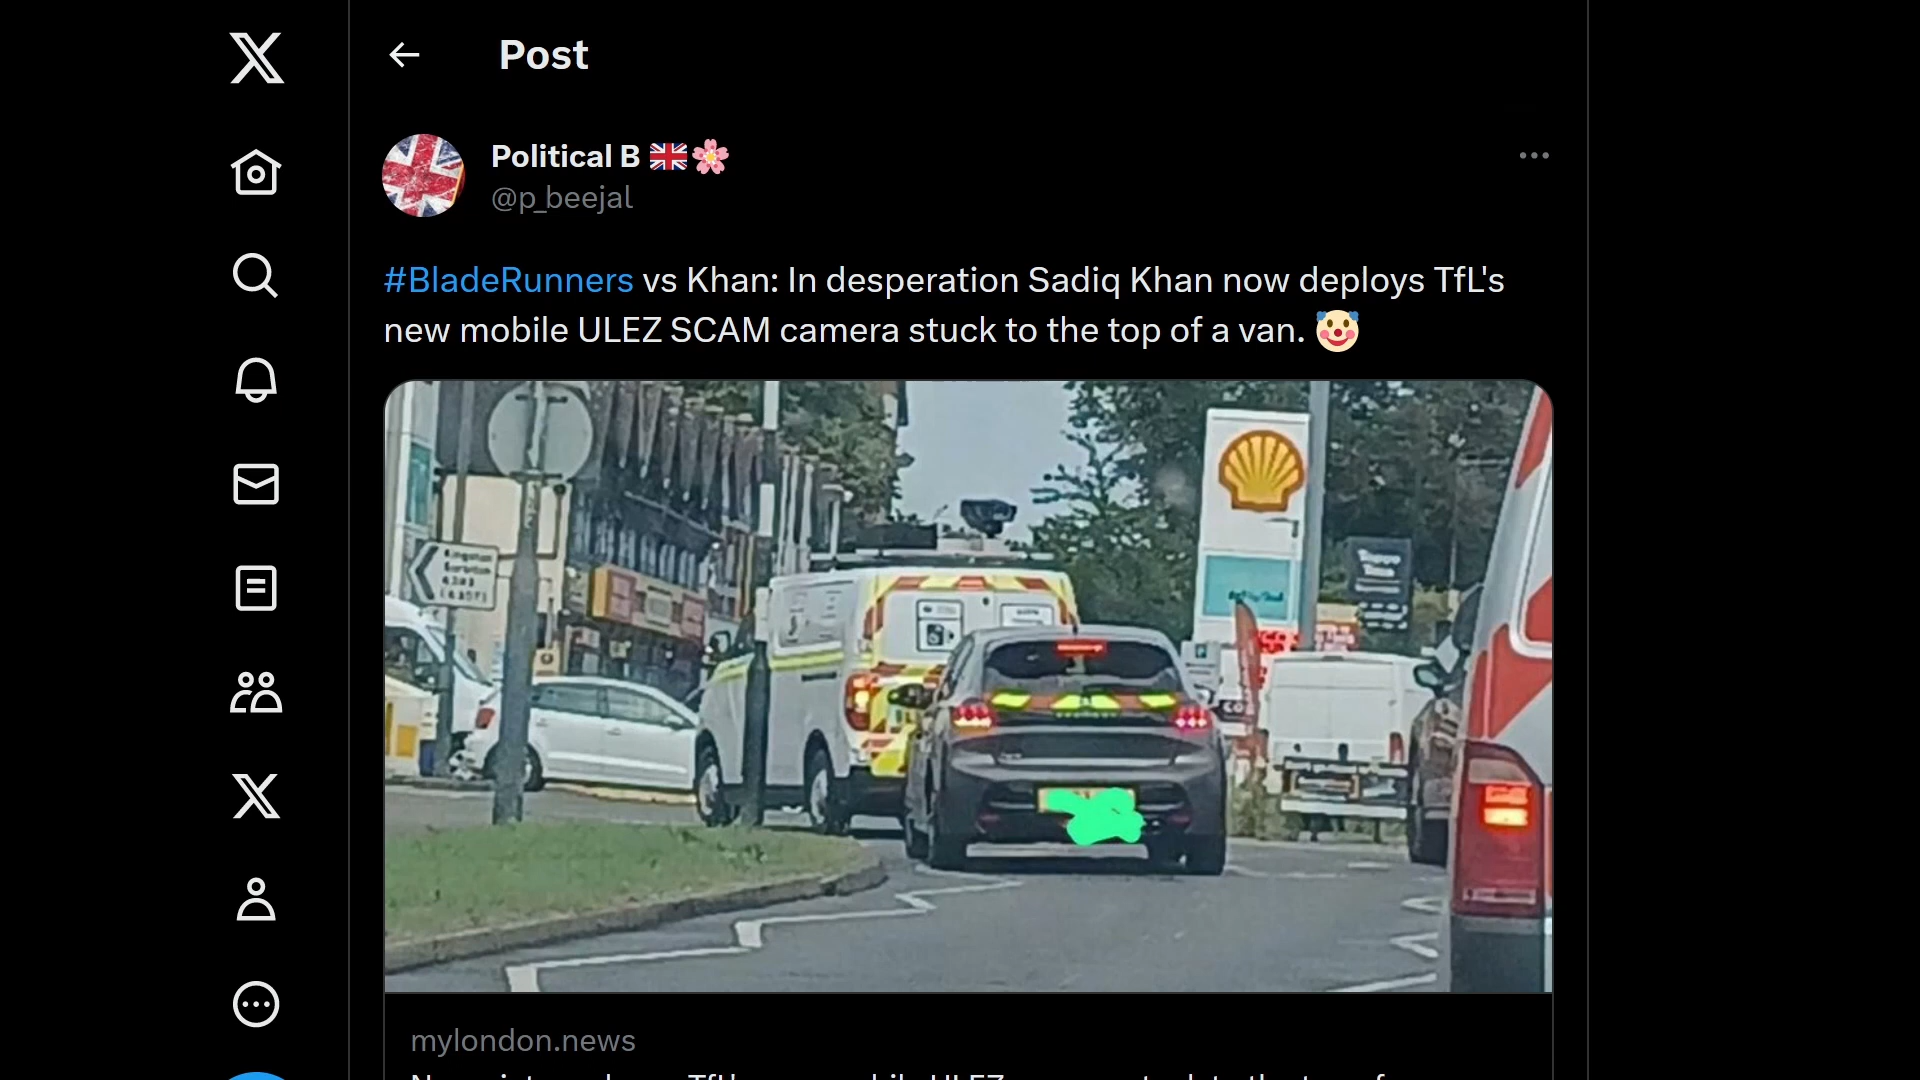 Post
Political B 🇬🇧🌸
@p_beejal
#BladeRunners vs Khan: In desperation Sadiq Khan now deploys TfL's
new mobile ULEZ SCAM camera stuck to the top of a van. 🤡
Kingston
mylondon.news